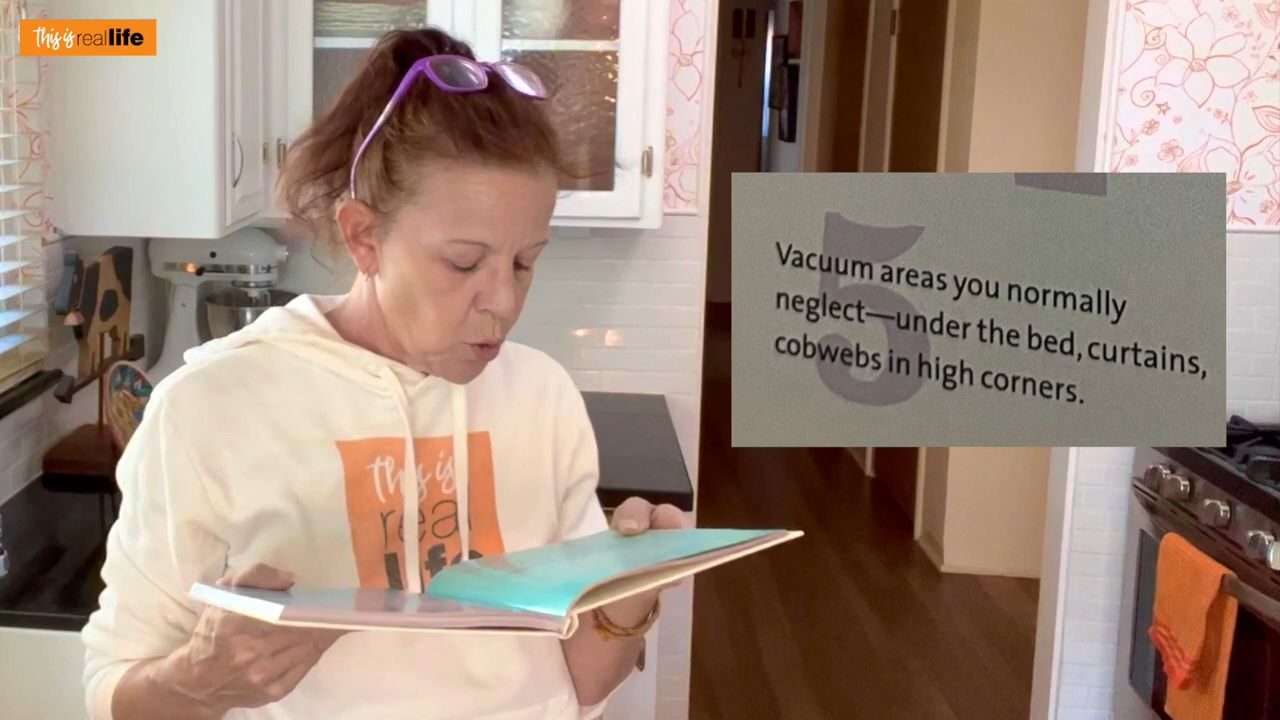 this is real life
5
Vacuum areas you normally
neglect—under the bed, curtains,
cobwebs in high corners.
this is
real
life